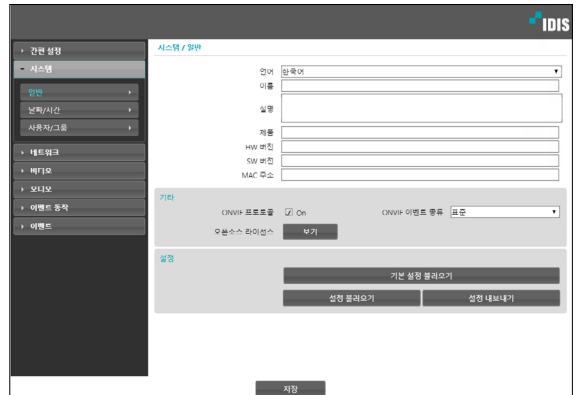 IDIS
간편 설정
시스템
일반
날짜/시간
사용자/그룹
네트워크
비디오
오디오
이벤트 동작
이벤트
시스템 / 일반
언어 한국어
이름
설명
제품
HW 버전
SW 버전
MAC 주소
기타
ONVIF 프로토콜 On ONVIF 이벤트 종류 표준
오픈소스 라이선스 보기
설정
기본 설정 불러오기
설정 불러오기 설정 내보내기
저장